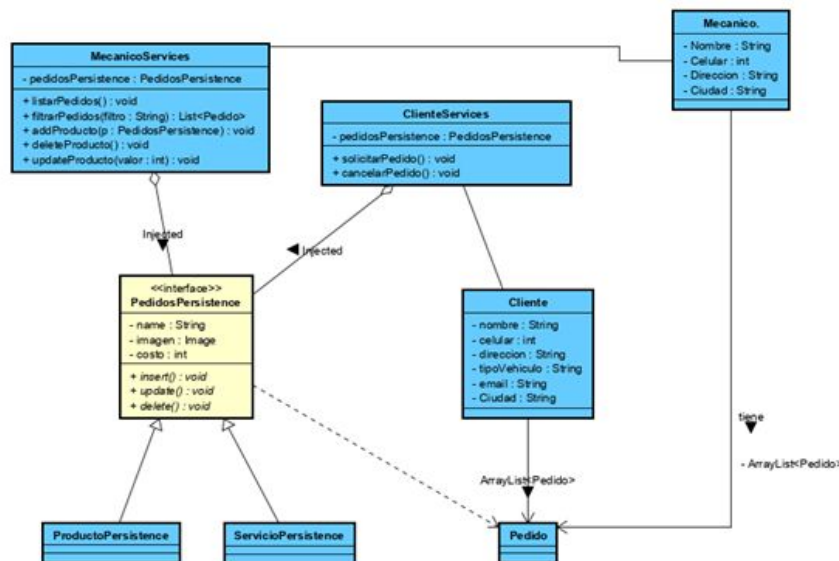 MecanicoServices
- pedidosPersistence : PedidosPersistence
+ listarPedidos() : void
+ filtrarPedidos(filtro : String) : List<Pedido>
+ addProducto(p : PedidosPersistence) : void
+ deleteProducto() : void
+ updateProducto(valor : int) : void
Mecanico.
- Nombre : String
- Celular : int
- Direccion : String
- Ciudad : String
ClienteServices
- pedidosPersistence : PedidosPersistence
+ solicitarPedido() : void
+ cancelarPedido() : void
Injected
Injected
<<interface>>
PedidosPersistence
- name : String
- imagen : Image
- costo : int
+ insert() : void
+ update() : void
+ delete() : void
Cliente
- nombre : String
- celular : int
- direccion : String
- tipoVehiculo : String
- email : String
- Ciudad : String
tiene
- ArrayList<Pedido>
ArrayList<Pedido>
ProductoPersistence
ServicioPersistence
Pedido